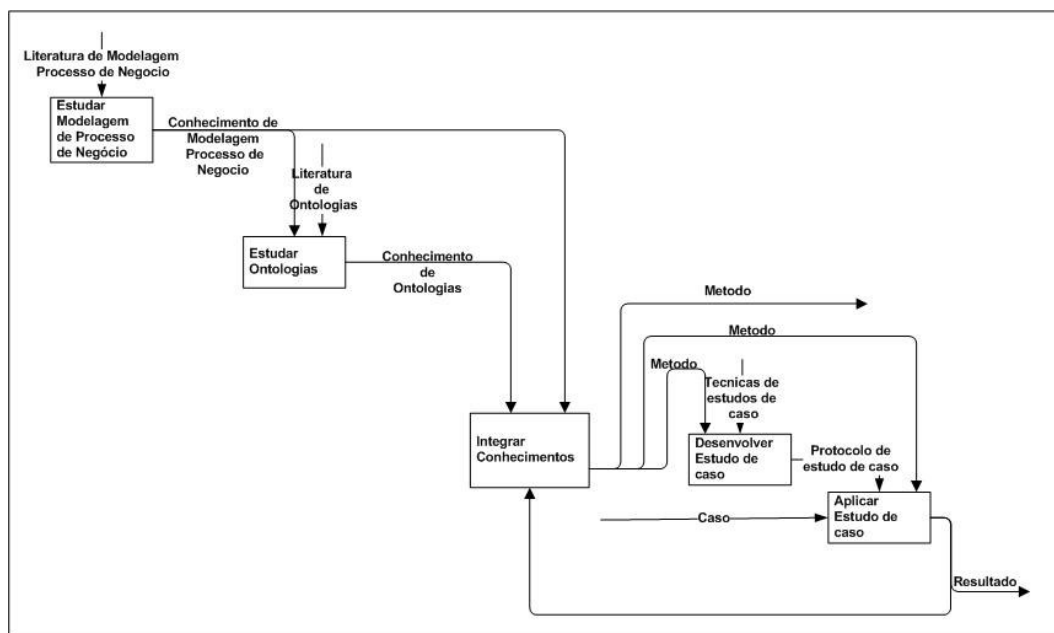 Literatura de Modelagem
Processo de Negocio
Estudar
Modelagem
de Processo
de Negócio
Conhecimento de
Modelagem
Processo de
Negocio
Literatura
de
Ontologias
Estudar
Ontologias
Conhecimento
de
Ontologias
Metodo
Metodo
Metodo
Tecnicas de
estudos de
caso
Integrar
Conhecimentos
Desenvolver
Estudo de
caso
Protocolo de
estudo de caso
Aplicar
Estudo de
caso
Caso
Resultado